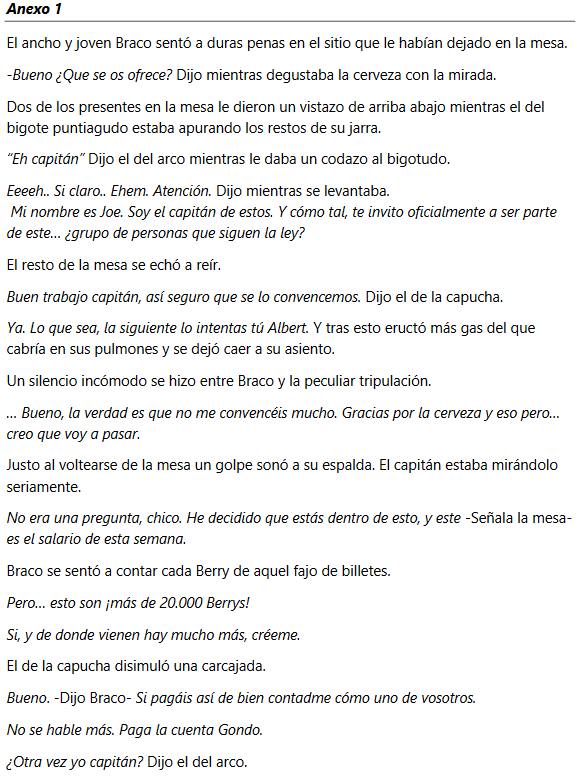 Anexo 1
El ancho y joven Braco sentó a duras penas en el sitio que le habían dejado en la mesa.
-Bueno ¿Que se os ofrece? Dijo mientras degustaba la cerveza con la mirada.
Dos de los presentes en la mesa le dieron un vistazo de arriba abajo mientras el del
bigote puntiagudo estaba apurando los restos de su jarra.
“Eh capitán” Dijo el del arco mientras le daba un codazo al bigotudo.
Eeeeh.. Si claro.. Ehem. Atención. Dijo mientras se levantaba.
Mi nombre es Joe. Soy el capitán de estos. Y cómo tal, te invito oficialmente a ser parte
de este... ¿grupo de personas que siguen la ley?
El resto de la mesa se echó a reír.
Buen trabajo capitán, así seguro que se lo convencemos. Dijo el de la capucha.
Ya. Lo que sea, la siguiente lo intentas tú Albert. Y tras esto eructó más gas del que
cabría en sus pulmones y se dejó caer a su asiento.
Un silencio incómodo se hizo entre Braco y la peculiar tripulación.
... Bueno, la verdad es que no me convencéis mucho. Gracias por la cerveza y eso pero...
creo que voy a pasar.
Justo al voltearse de la mesa un golpe sonó a su espalda. El capitán estaba mirándolo
seriamente.
No era una pregunta, chico. He decidido que estás dentro de esto, y este -Señala la mesa-
es el salario de esta semana.
Braco se sentó a contar cada Berry de aquel fajo de billetes.
Pero... esto son ¡más de 20.000 Berrys!
Si, y de donde vienen hay mucho más, créeme.
El de la capucha disimuló una carcajada.
Bueno. -Dijo Braco- Si pagáis así de bien contadme cómo uno de vosotros.
No se hable más. Paga la cuenta Gondo.
¿Otra vez yo capitán? Dijo el del arco.